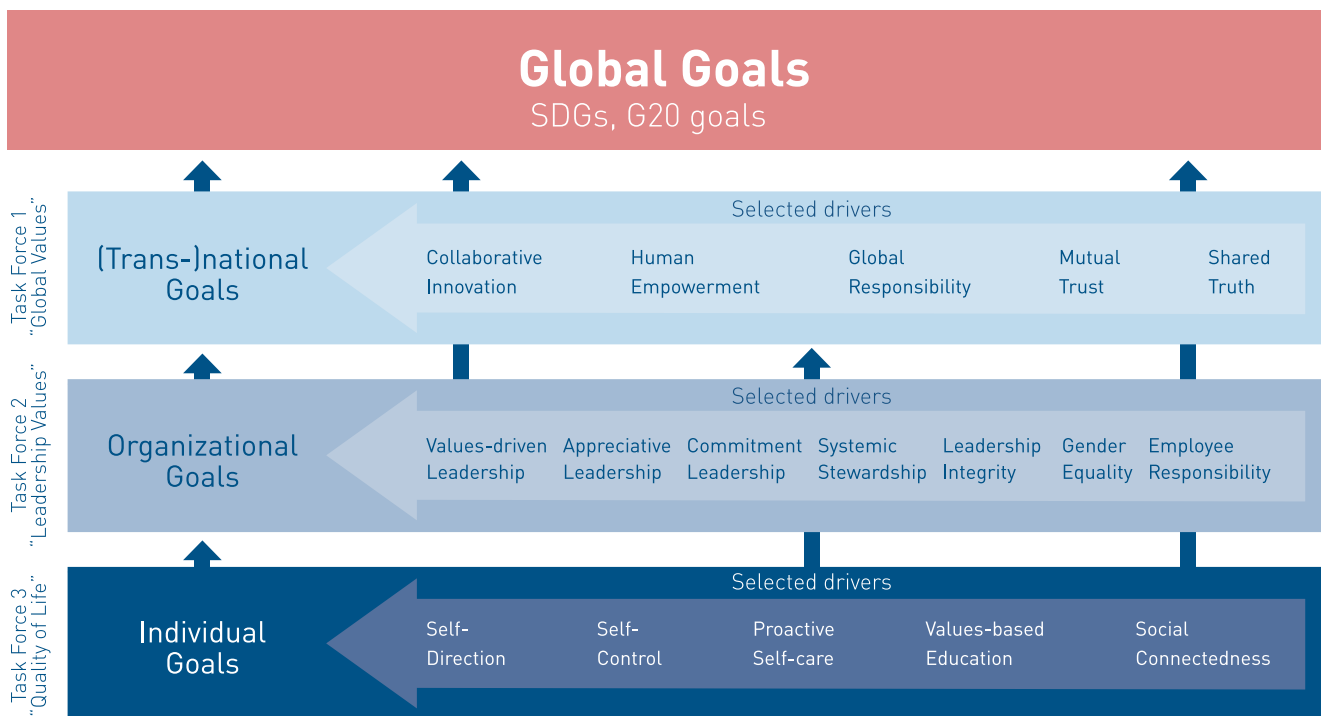 Global Goals
SDGs, G20 goals
Task Force 1
“Global Values”
(Trans-)national
Goals
Selected drivers
Collaborative
Innovation
Human
Empowerment
Global
Responsibility
Mutual
Trust
Shared
Truth
Task Force 2
“Leadership Values”
Organizational
Goals
Selected drivers
Values-driven
Leadership
Appreciative
Leadership
Commitment
Leadership
Systemic
Stewardship
Leadership
Integrity
Gender
Equality
Employee
Responsibility
Task Force 3
“Quality of Life”
Individual
Goals
Selected drivers
Self-
Direction
Self-
Control
Proactive
Self-care
Values-based
Education
Social
Connectedness